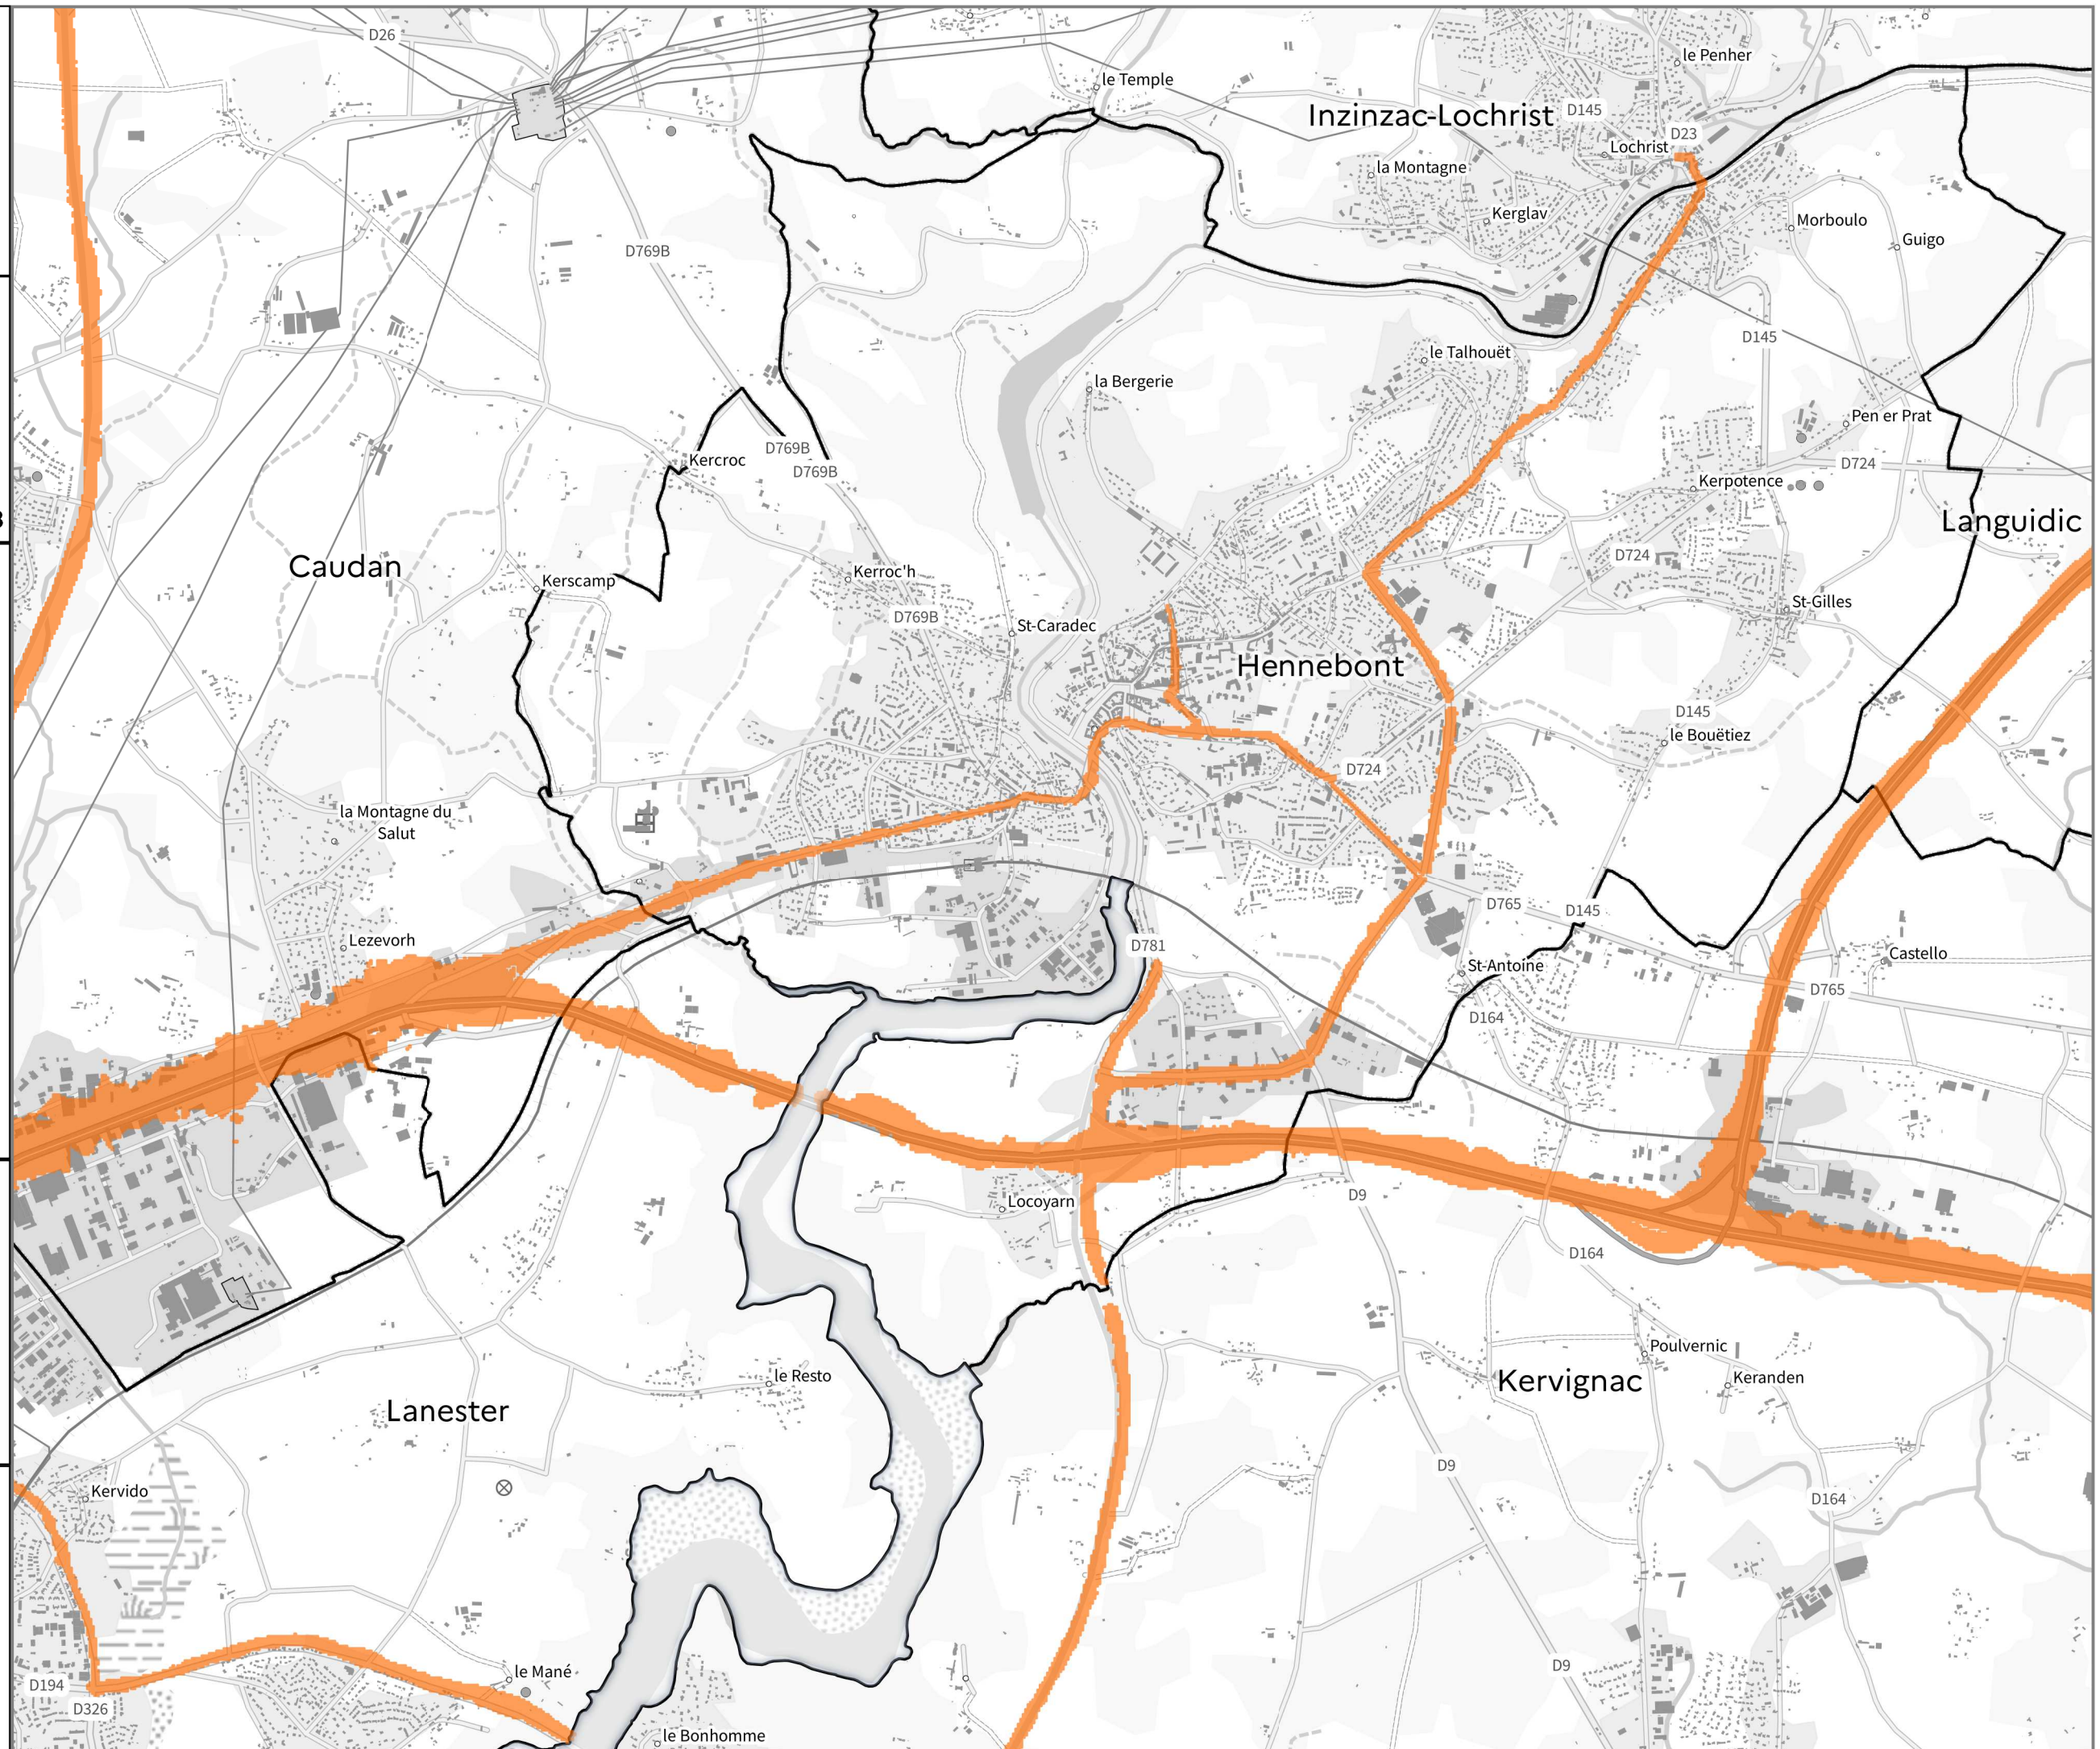 D26
le Temple
le Penher
Inzinzac-Lochrist
D145
D23
Lochrist
la Montagne
Kerglav
Morboulo
Guigo
D769B
D145
le Talhouët
la Bergerie
Pen er Prat
D769B
Kercroc
D769B
D724
Kerpotence
Languidic
D724
Caudan
Kerscamp
Kerroc'h
St-Gilles
D769B
St-Caradec
Hennebont
D145
le Bouëtiez
D724
la Montagne du
Salut
D765
D145
Lezevorh
D781
Castello
St-Antoine
D765
D164
D9
Locoyarn
D164
Poulvernic
le Resto
Keranden
Kervignac
Lanester
D9
Kervido
D164
D9
le Mané
D194
D326
le Bonhomme